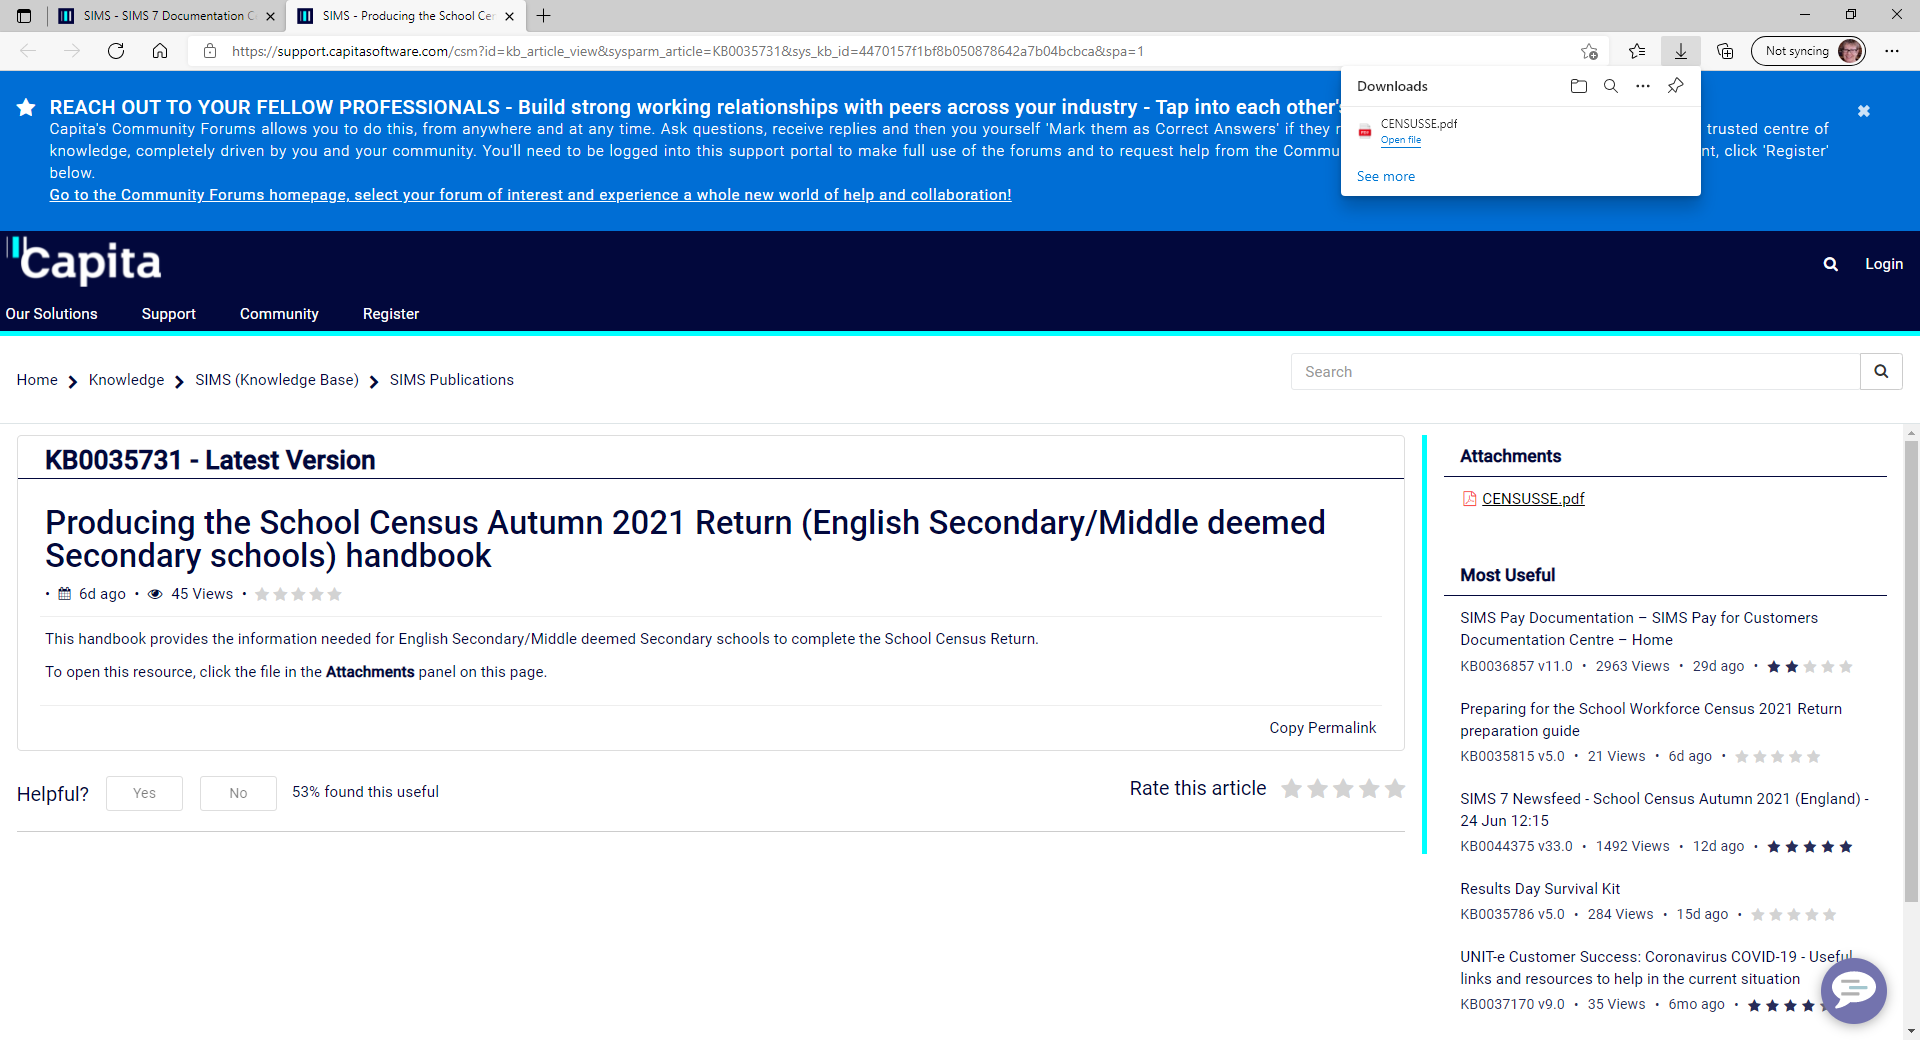 SIMS - SIMS 7 Documentation C
SIMS - Producing the School Cen
https://support.capitasoftware.com/csm?id=kb_article_view&sysparm_article=KB0035731&sys_kb_id=4470157f1bf8b050878642a7b04bcbca&spa=1
Not syncing
Downloads
CENSUSSE.pdf
Open file
See more
REACH OUT TO YOUR FELLOW PROFESSIONALS - Build strong working relationships with peers across your industry - Tap into each other's
Capita's Community Forums allows you to do this, from anywhere and at any time. Ask questions, receive replies and then you yourself 'Mark them as Correct Answers' if they trusted centre of
knowledge, completely driven by you and your community. You'll need to be logged into this support portal to make full use of the forums and to request help from the click 'Register'
below.
Go to the Community Forums homepage, select your forum of interest and experience a whole new world of help and collaboration!
Capita
Login
Our Solutions Support Community Register
Home Knowledge SIMS (Knowledge Base) SIMS Publications
Search
KB0035731 - Latest Version
Producing the School Census Autumn 2021 Return (English Secondary/Middle deemed
Secondary schools) handbook
• 6d ago • 45 Views •
This handbook provides the information needed for English Secondary/Middle deemed Secondary schools to complete the School Census Return.
To open this resource, click the file in the Attachments panel on this page.
Copy Permalink
Helpful? Yes No 53% found this useful
Rate this article
Attachments
CENSUSSE.pdf
Most Useful
SIMS Pay Documentation – SIMS Pay for Customers
Documentation Centre – Home
KB0036857 v11.0 • 2963 Views • 29d ago •
Preparing for the School Workforce Census 2021 Return
preparation guide
KB0035815 v5.0 • 21 Views • 6d ago •
SIMS 7 Newsfeed - School Census Autumn 2021 (England) -
24 Jun 12:15
KB0044375 v33.0 • 1492 Views • 12d ago •
Results Day Survival Kit
KB0035786 v5.0 • 284 Views • 15d ago •
UNIT-e Customer Success: Coronavirus COVID-19 - Useful
links and resources to help in the current situation
KB0037170 v9.0 • 35 Views • 6mo ago •